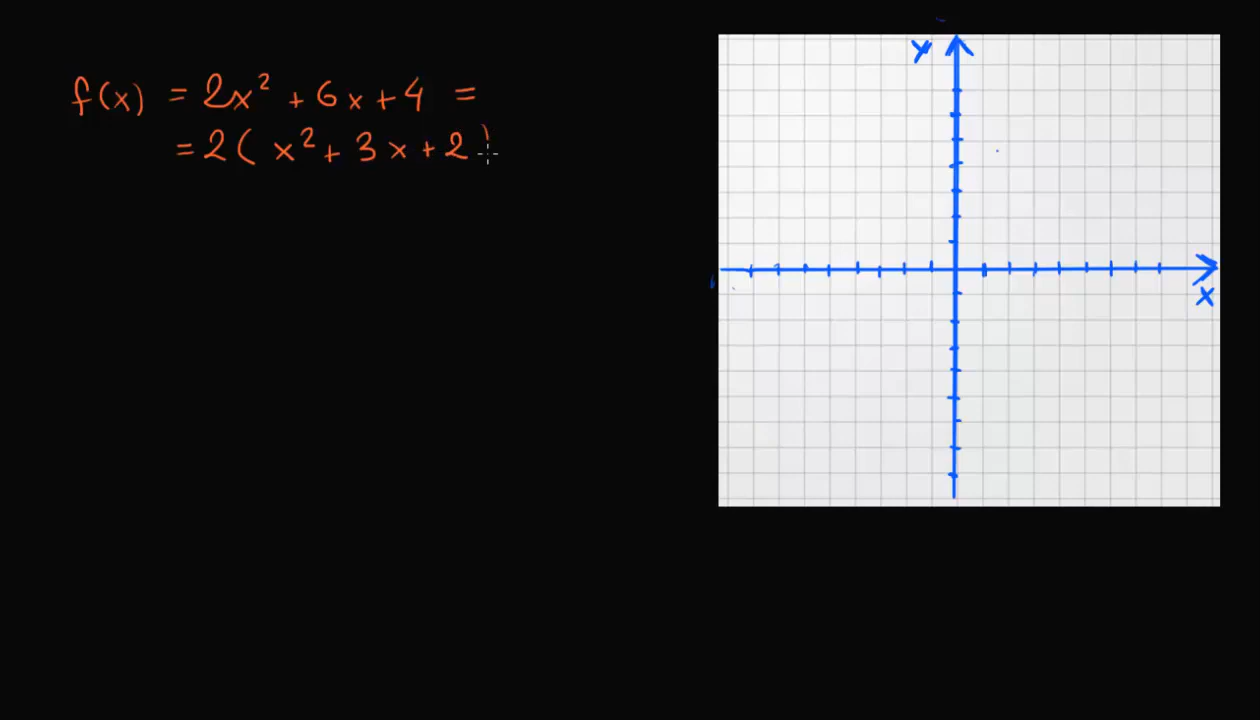 f(x) = 2x² + 6x + 4 =
= 2( x² + 3x + 2 )
y
x